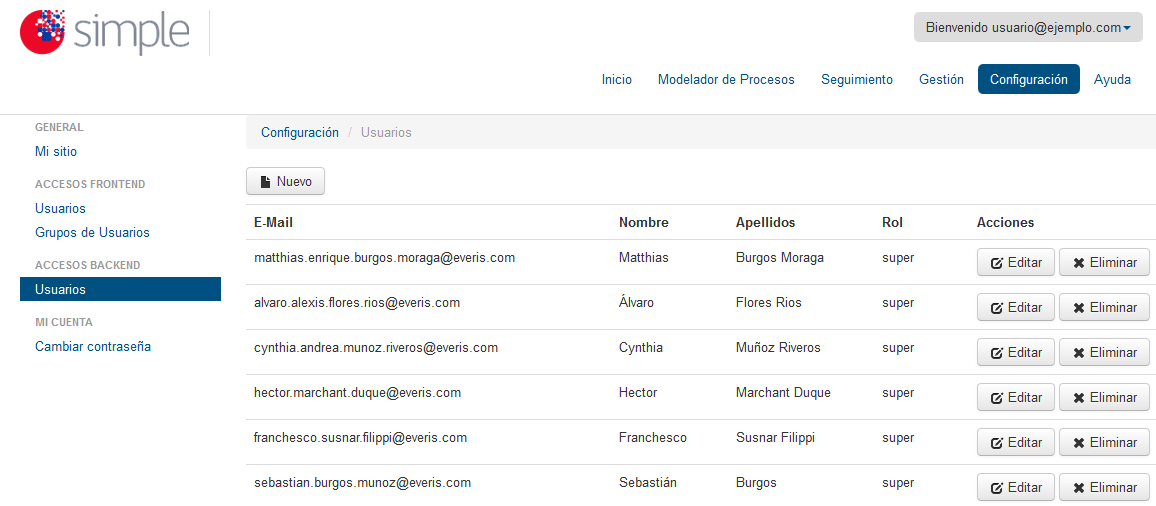 simple
Bienvenido usuario@ejemplo.com
Inicio Modelador de Procesos Seguimiento Gestión Configuración Ayuda
GENERAL
Mi sitio
ACCESOS FRONTEND
Usuarios
Grupos de Usuarios
ACCESOS BACKEND
Usuarios
MI CUENTA
Cambiar contraseña
Configuración / Usuarios
Nuevo
E-Mail Nombre Apellidos Rol Acciones
matthias.enrique.burgos.moraga@everis.com Matthias Burgos Moraga super Editar Eliminar
alvaro.alexis.flores.rios@everis.com Álvaro Flores Rios super Editar Eliminar
cynthia.andrea.munoz.riveros@everis.com Cynthia Muñoz Riveros super Editar Eliminar
hector.marchant.duque@everis.com Hector Marchant Duque super Editar Eliminar
franchesco.susnar.filippi@everis.com Franchesco Susnar Filippi super Editar Eliminar
sebastian.burgos.munoz@everis.com Sebastián Burgos super Editar Eliminar